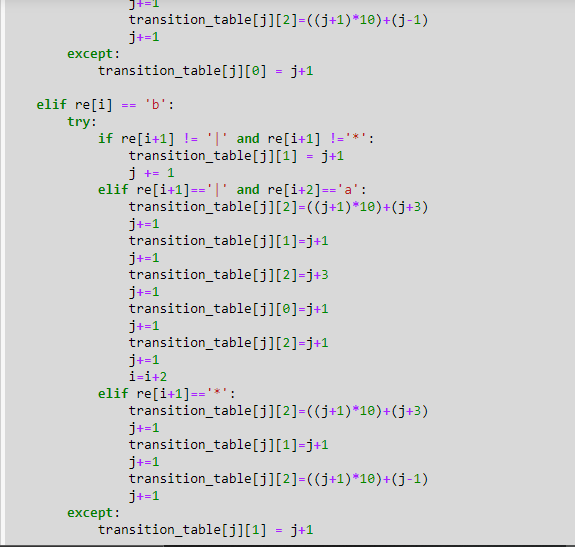 j+=1
transition_table[j][2]=((j+1)*10)+(j-1)
j+=1
except:
transition_table[j][0] = j+1
elif re[i] == 'b':
try:
if re[i+1] != '|' and re[i+1] !='*':
transition_table[j][1] = j+1
j += 1
elif re[i+1]=='|' and re[i+2]=='a':
transition_table[j][2]=((j+1)*10)+(j+3)
j+=1
transition_table[j][1]=j+1
j+=1
transition_table[j][2]=j+3
j+=1
transition_table[j][0]=j+1
j+=1
transition_table[j][2]=j+1
j+=1
i=i+2
elif re[i+1]=='*':
transition_table[j][2]=((j+1)*10)+(j+3)
j+=1
transition_table[j][1]=j+1
j+=1
transition_table[j][2]=((j+1)*10)+(j-1)
j+=1
except:
transition_table[j][1] = j+1